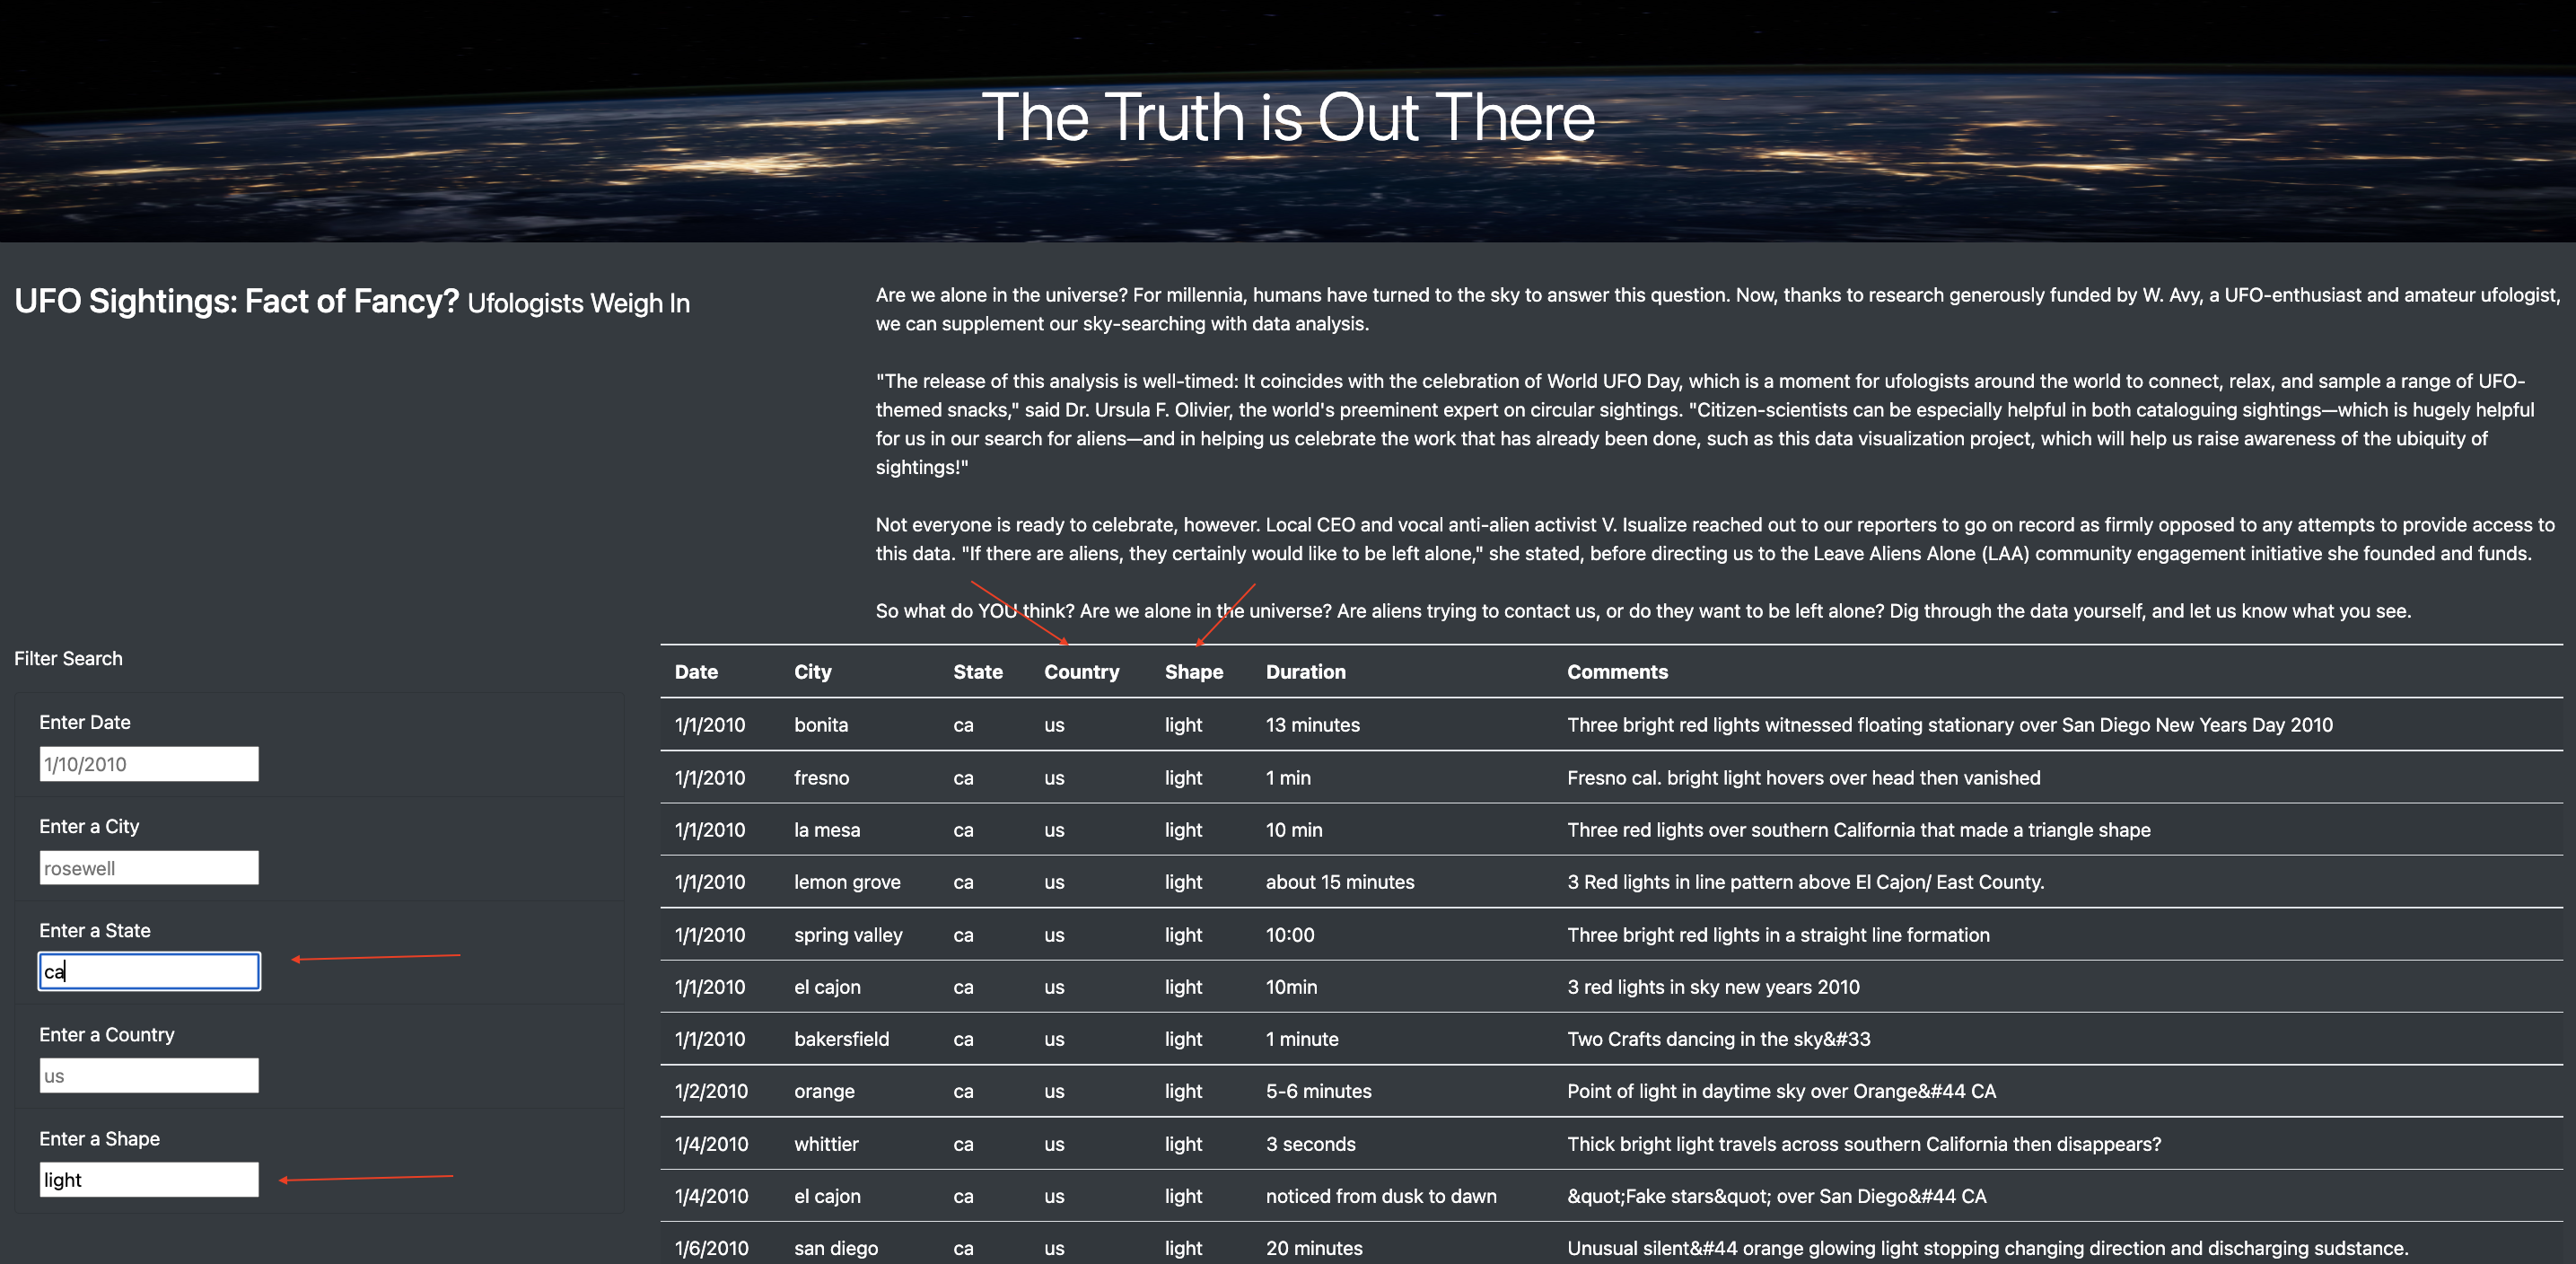 The Truth is Out There
UFO Sightings: Fact of Fancy? Ufologists Weigh In
Are we alone in the universe? For millennia, humans have turned to the sky to answer this question. Now, thanks to research generously funded by W. Avy, a UFO-enthusiast and amateur ufologist,
we can supplement our sky-searching with data analysis.
"The release of this analysis is well-timed: It coincides with the celebration of World UFO Day, which is a moment for ufologists around the world to connect, relax, and sample a range of UFO-
themed snacks," said Dr. Ursula F. Olivier, the world's preeminent expert on circular sightings. "Citizen-scientists can be especially helpful in both cataloguing sightings—which is hugely helpful
for us in our search for aliens—and in helping us celebrate the work that has already been done, such as this data visualization project, which will help us raise awareness of the ubiquity of
sightings!"
Not everyone is ready to celebrate, however. Local CEO and vocal anti-alien activist V. Isualize reached out to our reporters to go on record as firmly opposed to any attempts to provide access to
this data. "If there are aliens, they certainly would like to be left alone," she stated, before directing us to the Leave Aliens Alone (LAA) community engagement initiative she founded and funds.
So what do YOU think? Are we alone in the universe? Are aliens trying to contact us, or do they want to be left alone? Dig through the data yourself, and let us know what you see.
Filter Search
Enter Date
1/10/2010
Enter a City
rosewell
Enter a State
ca
Enter a Country
us
Enter a Shape
light
Date City State Country Shape Duration Comments
1/1/2010 bonita ca us light 13 minutes Three bright red lights witnessed floating stationary over San Diego New Years Day 2010
1/1/2010 fresno ca us light 1 min Fresno cal. bright light hovers over head then vanished
1/1/2010 la mesa ca us light 10 min Three red lights over southern California that made a triangle shape
1/1/2010 lemon grove ca us light about 15 minutes 3 Red lights in line pattern above El Cajon/ East County.
1/1/2010 spring valley ca us light 10:00 Three bright red lights in a straight line formation
1/1/2010 el cajon ca us light 10min 3 red lights in sky new years 2010
1/1/2010 bakersfield ca us light 1 minute Two Crafts dancing in the sky&#33
1/2/2010 orange ca us light 5-6 minutes Point of light in daytime sky over Orange&#44 CA
1/4/2010 whittier ca us light 3 seconds Thick bright light travels across southern California then disappears?
1/4/2010 el cajon ca us light noticed from dusk to dawn &quot;Fake stars&quot; over San Diego&#44 CA
1/6/2010 san diego ca us light 20 minutes Unusual silent&#44 orange glowing light stopping changing direction and discharging sudstance.